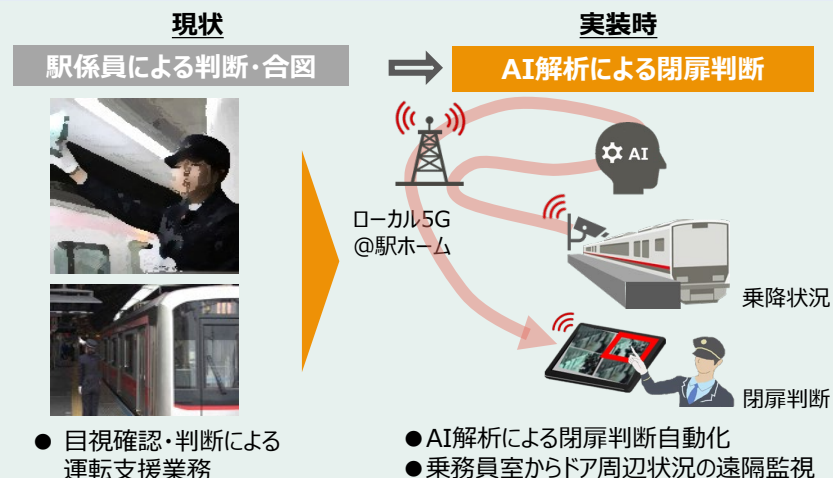 現状
駅係員による判断・合図
● 目視確認・判断による
運転支援業務
実装時
AI解析による閉扉判断
AI
ローカル5G
@駅ホーム
乗降状況
閉扉判断
●AI解析による閉扉判断自動化
●乗務員室からドア周辺状況の遠隔監視